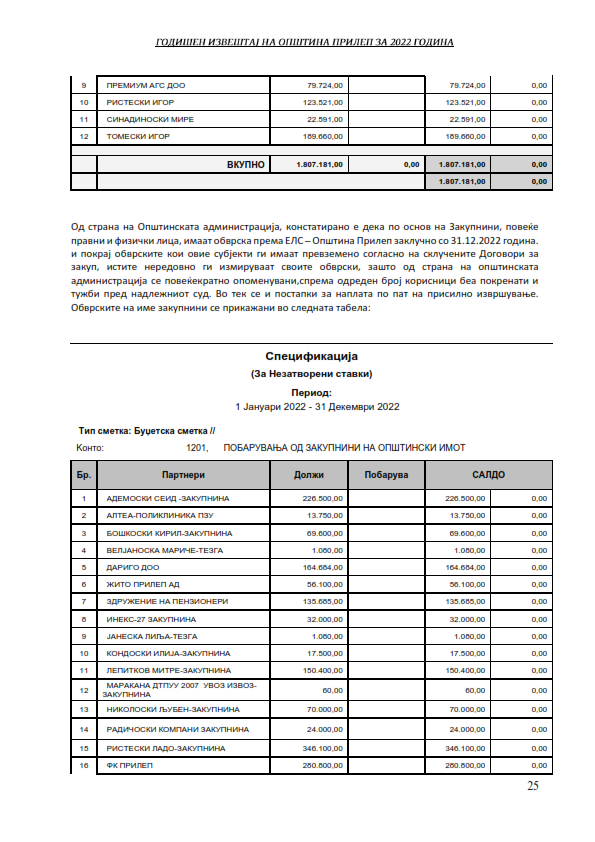 ГОДИШЕН ИЗВЕШТАЈ НА ОПШТИНА ПРИЛЕП ЗА 2022 ГОДИНА
9 ПРЕМИУМ АГС ДОО 79.724,00 79.724,00 0,00
10 РИСТЕСКИ ИГОР 123.521,00 123.521,00 0,00
11 СИНАДИНОСКИ МИРЕ 22.591,00 22.591,00 0,00
12 ТОМЕСКИ ИГОР 189.660,00 189.660,00 0,00
ВКУПНО 1.807.181,00 0,00 1.807.181,00 0,00
1.807.181,00 0,00
Од страна на Општинската администрација, констатирано е дека по основ на Закупнини, повеќе
правни и физички лица, имаат обврска према ЕЛС – Општина Прилеп заклучно со 31.12.2022 година.
и покрај обврските кои овие субјекти ги имаат превземено согласно на склучените Договори за
закуп, истите нередовно ги измируваат своите обврски, зашто од страна на општинската
администрација се повеќекратно опоменувани,спрема одреден број корисници беа покренати и
тужби пред надлежниот суд. Во тек се и постапки за наплата по пат на присилно извршување.
Обврските на име закупнини се прикажани во следната табела:
Спецификација
(За Незатворени ставки)
Период:
1 Јануари 2022 - 31 Декември 2022
Тип сметка: Буџетска сметка //
Конто: 1201, ПОБАРУВАЊА ОД ЗАКУПНИНИ НА ОПШТИНСКИ ИМОТ
Бр. Партнери Должи Побарува САЛДО
1 АДЕМОСКИ СЕИД -ЗАКУПНИНА 226.500,00 226.500,00 0,00
2 АЛТЕА-ПОЛИКЛИНИКА ПЗУ 13.750,00 13.750,00 0,00
3 БОШКОСКИ КИРИЛ-ЗАКУПНИНА 69.600,00 69.600,00 0,00
4 ВЕЛЈАНОСКА МАРИЧЕ-ТЕЗГА 1.080,00 1.080,00 0,00
5 ДАРИГО ДОО 164.684,00 164.684,00 0,00
6 ЖИТО ПРИЛЕП АД 56.100,00 56.100,00 0,00
7 ЗДРУЖЕНИЕ НА ПЕНЗИОНЕРИ 135.685,00 135.685,00 0,00
8 ИНЕКС-27 ЗАКУПНИНА 32.000,00 32.000,00 0,00
9 ЈАНЕСКА ЛИЉА-ТЕЗГА 1.080,00 1.080,00 0,00
10 КОНДОСКИ ИЛИЈА-ЗАКУПНИНА 17.500,00 17.500,00 0,00
11 ЛЕПИТКОВ МИТРЕ-ЗАКУПНИНА 150.400,00 150.400,00 0,00
12 МАРАКАНА ДТПУУ 2007 УВОЗ ИЗВОЗ- 60,00 60,00 0,00
ЗАКУПНИНА
13 НИКОЛОСКИ ЉУБЕН-ЗАКУПНИНА 70.000,00 70.000,00 0,00
14 РАДИЧОСКИ КОМПАНИ ЗАКУПНИНА 24.000,00 24.000,00 0,00
15 РИСТЕСКИ ЛАДО-ЗАКУПНИНА 346.100,00 346.100,00 0,00
16 ФК ПРИЛЕП 280.800,00 280.800,00 0,00
25